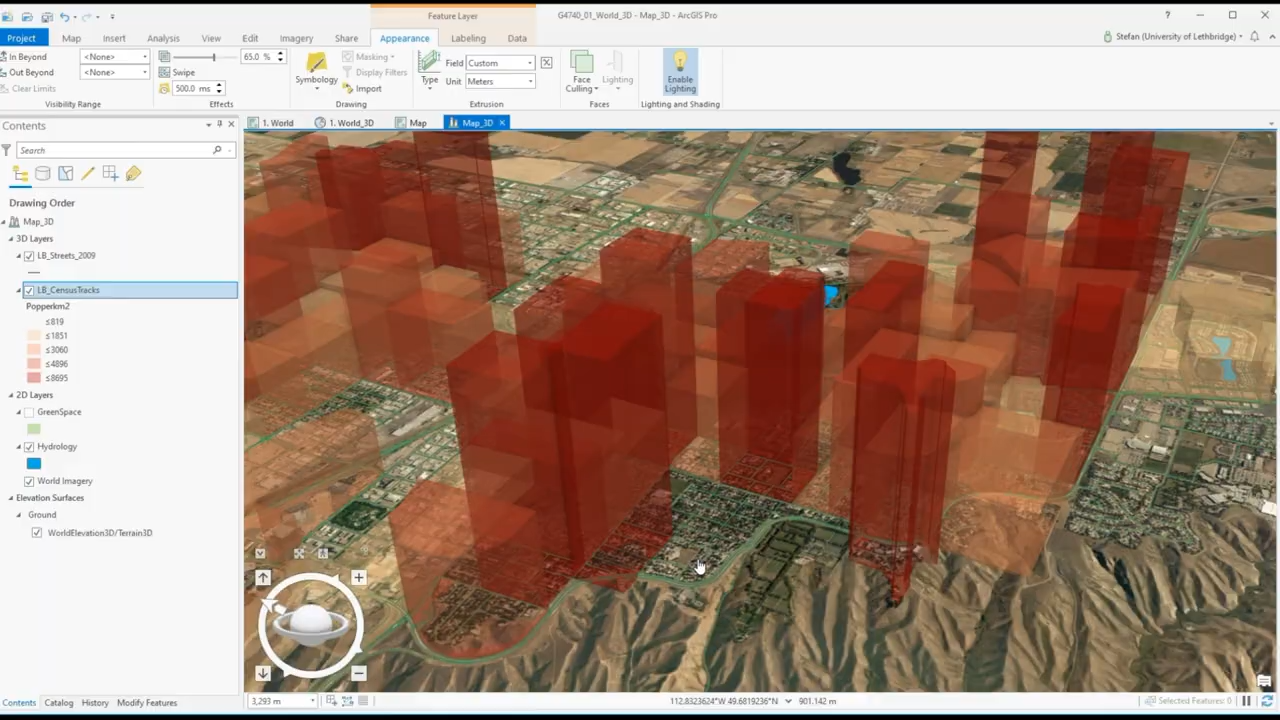 Feature Layer
G4740_01_World_3D - Map_3D - ArcGIS Pro
?
Project
Map
Insert
Analysis
View
Edit
Imagery
Share
Appearance
Labeling
Data
Stefan (University of Lethbridge)
In Beyond
<None>
Out Beyond
<None>
Clear Limits
Visibility Range
65.0 %
Swipe
500.0 ms
Effects
Symbology
Masking
Display Filters
Import
Drawing
Type
Field
Custom
Unit
Meters
Extrusion
Face
Culling
Lighting
Faces
Enable
Lighting
Lighting and Shading
Contents
1. World
1. World_3D
Map
Map_3D
Search
Drawing Order
Map_3D
3D Layers
LB_Streets_2009
LB_CensusTracks
Popperkm2
≤819
≤1851
≤3060
≤4896
≤8695
2D Layers
GreenSpace
Hydrology
World Imagery
Elevation Surfaces
Ground
WorldElevation3D/Terrain3D
Contents
Catalog
History
Modify Features
3,293 m
112.8323624°W 49.6819236°N
901.142 m
Selected Features: 0